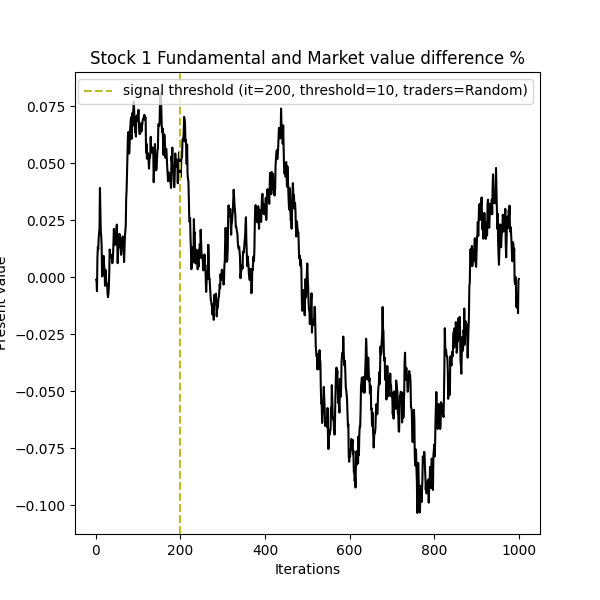 Stock 1 Fundamental and Market value difference %
signal threshold (it=200, threshold=10, traders=Random)
0.075
0.050
0.025
0.000
−0.025
−0.050
−0.075
−0.100
Present value
0 200 400 600 800 1000
Iterations